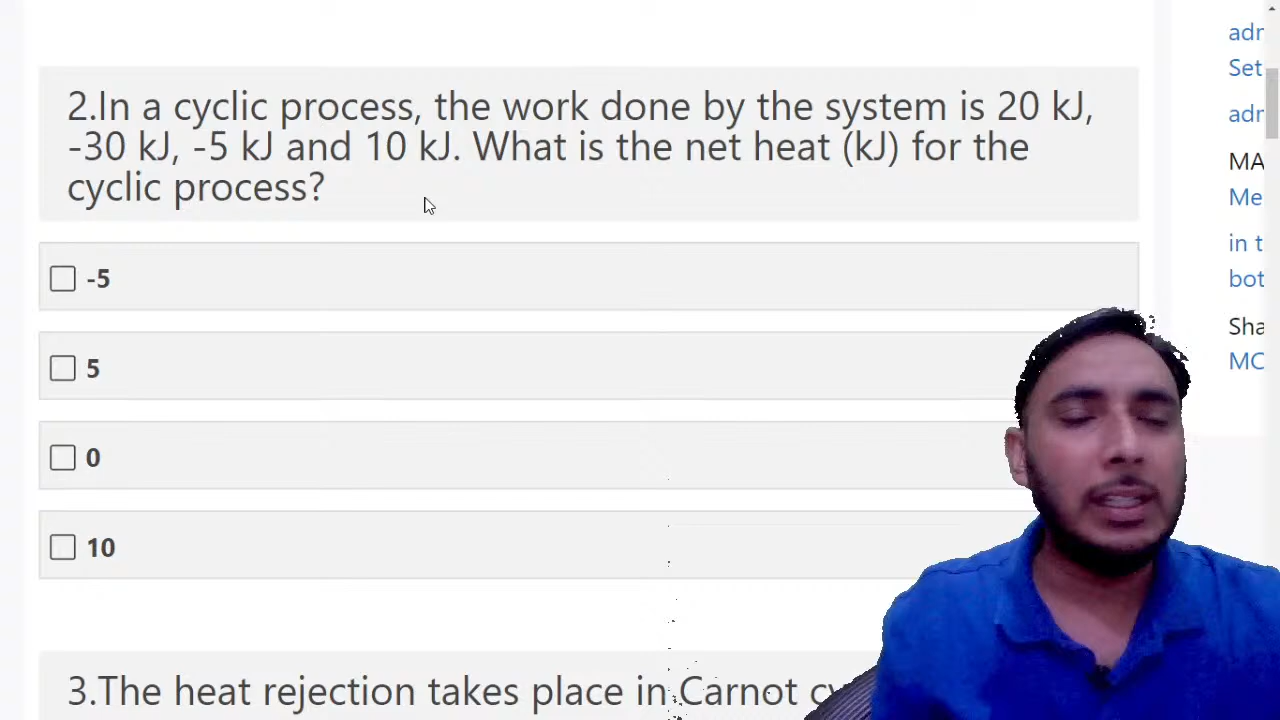 2.In a cyclic process, the work done by the system is 20 kJ,
-30 kJ, -5 kJ and 10 kJ. What is the net heat (kJ) for the
cyclic process?
-5
5
0
10
3.The heat rejection takes place in Carnot
adr
Set
adr
MA
Me
in t
bot
Sha
MC